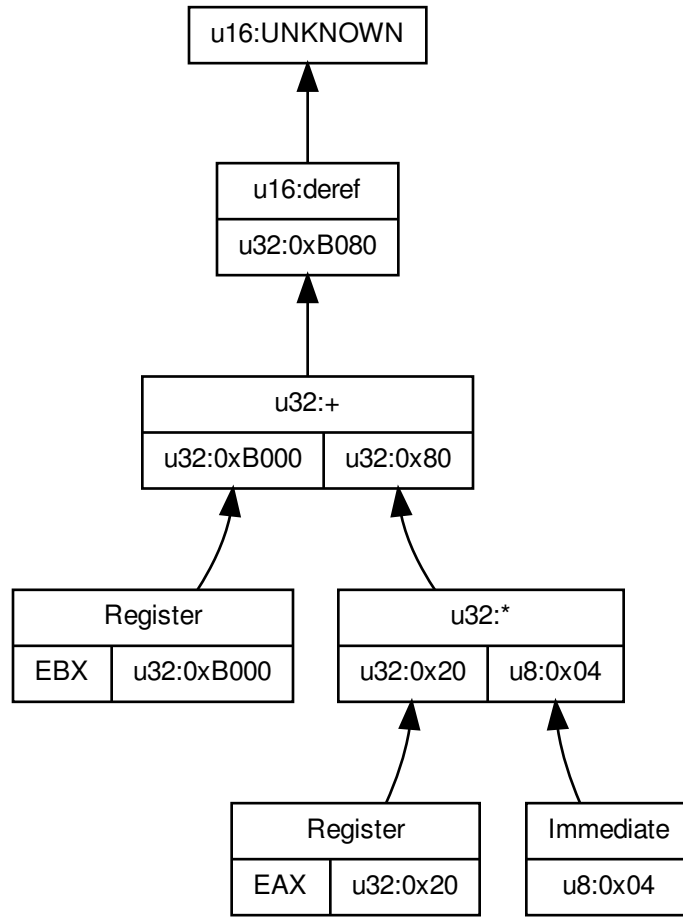 u16:UNKNOWN
u16:deref
u32:0xB080
u32:+
u32:0xB000 u32:0x80
Register
EBX u32:0xB000
u32:*
u32:0x20 u8:0x04
Register
EAX u32:0x20
Immediate
u8:0x04